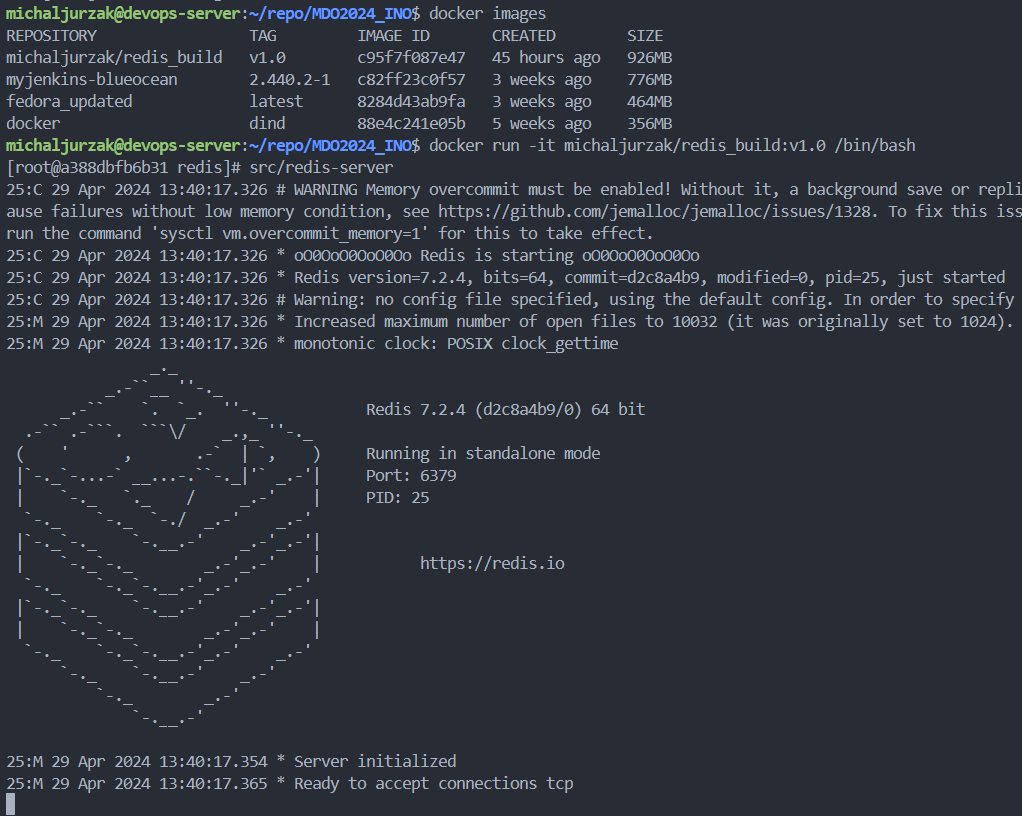 michaljurzak@devops-server:~/repo/MDO2024_INO$ docker images
REPOSITORY                 TAG         IMAGE ID       CREATED        SIZE
michaljurzak/redis_build   v1.0        c95f7f087e47   45 hours ago   926MB
myjenkins-blueocean        2.440.2-1   c82ff23c0f57   3 weeks ago    776MB
fedora_updated             latest      8284d43ab9fa   3 weeks ago    464MB
docker                     dind        88e4c241e05b   5 weeks ago    356MB
michaljurzak@devops-server:~/repo/MDO2024_INO$ docker run -it michaljurzak/redis_build:v1.0 /bin/bash
[root@a388dbfb6b31 redis]# src/redis-server
25:C 29 Apr 2024 13:40:17.326 # WARNING Memory overcommit must be enabled! Without it, a background save or repli
ause failures without low memory condition, see https://github.com/jemalloc/jemalloc/issues/1328. To fix this iss
run the command 'sysctl vm.overcommit_memory=1' for this to take effect.
25:C 29 Apr 2024 13:40:17.326 * oO0OoO0OoO0Oo Redis is starting oO0OoO0OoO0Oo
25:C 29 Apr 2024 13:40:17.326 * Redis version=7.2.4, bits=64, commit=d2c8a4b9, modified=0, pid=25, just started
25:C 29 Apr 2024 13:40:17.326 # Warning: no config file specified, using the default config. In order to specify
25:M 29 Apr 2024 13:40:17.326 * Increased maximum number of open files to 10032 (it was originally set to 1024).
25:M 29 Apr 2024 13:40:17.326 * monotonic clock: POSIX clock_gettime
Redis 7.2.4 (d2c8a4b9/0) 64 bit
Running in standalone mode
Port: 6379
PID: 25
https://redis.io
25:M 29 Apr 2024 13:40:17.354 * Server initialized
25:M 29 Apr 2024 13:40:17.365 * Ready to accept connections tcp